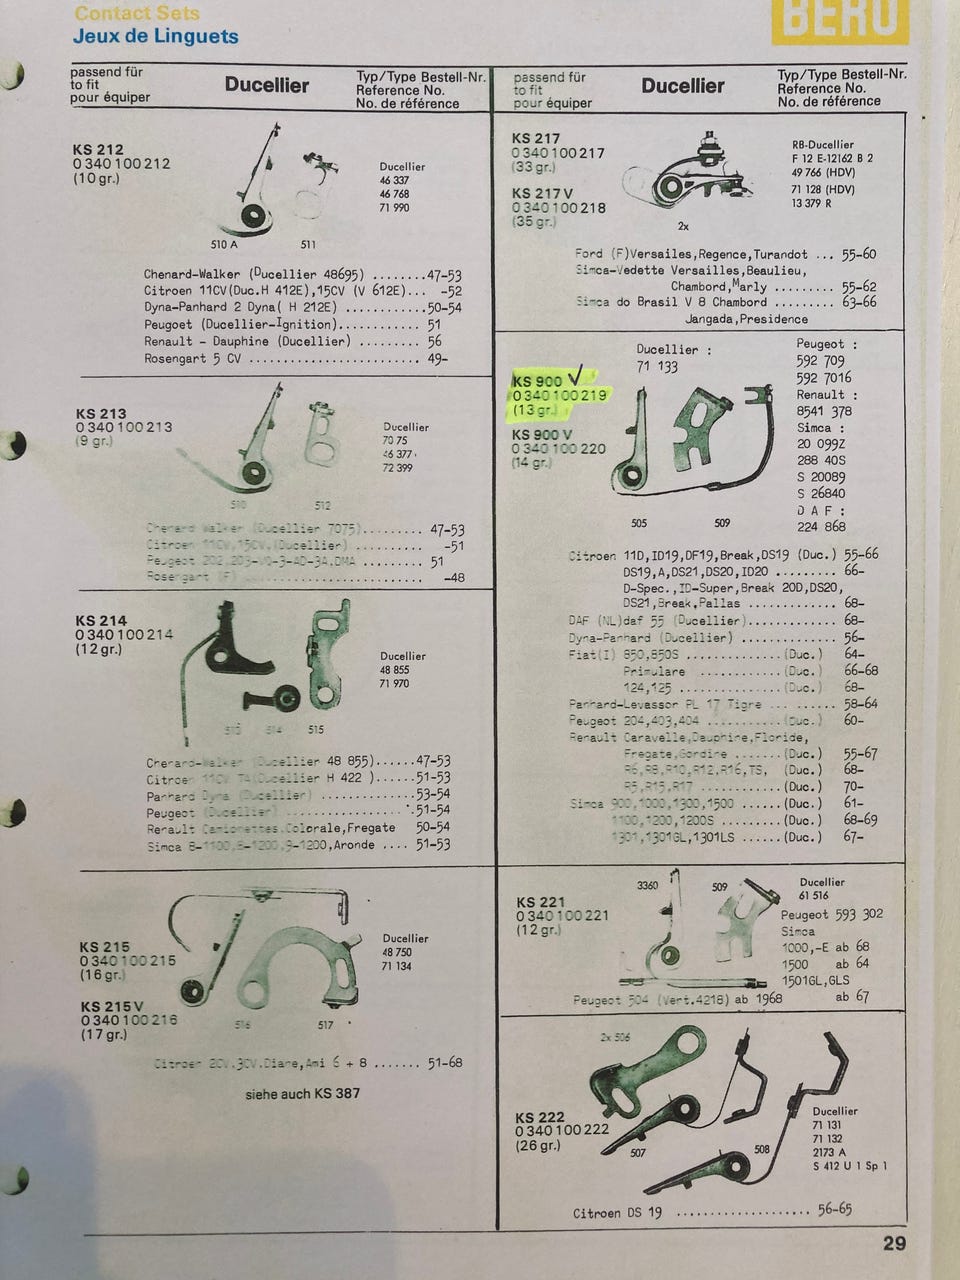 Contact Sets
Jeux de Linguets
BERU
passend für
to fit
pour équiper
Ducellier
Typ/Type Bestell-Nr.
Reference No.
No. de référence
KS 212
0 340 100 212
(10 gr.)
Ducellier
46 337
46 768
71 990
510 A
511
Chenard-Walker (Ducellier 48695) ........47-53
Citroen 11CV(Duc.H 412E),15CV (V 612E)... -52
Dyna-Panhard 2 Dyna( H 212E) ............50-54
Peugoet (Ducellier-Ignition)............ 51
Renault - Dauphine (Ducellier) ......... 56
Rosengart 5 CV ......................... 49-
KS 213
0 340 100 213
(9 gr.)
Ducellier
70 75
46 377
72 399
510
512
Chenard Walker (Ducellier 7075)......... 47-53
Citroen 11CV,15CV.(Ducellier) .......... -51
Peugeot 202,203 ......... 51
Rosengart (F) .......................... -48
KS 214
0 340 100 214
(12 gr.)
Ducellier
48 855
71 970
513
514
515
Chenard-Walker (Ducellier 48 855)......47-53
Citroen 11CV (Ducellier H 422 )......51-53
Panhard Dyna (Ducellier) ...............53-54
Peugeot (Ducellier) ..................51-54
Renault Camionettes.Colorale,Fregate 50-54
Simca 8-1100,8-1200,9-1200,Aronde .... 51-53
KS 215
0 340 100 215
(16 gr.)
KS 215 V
0 340 100 216
(17 gr.)
Ducellier
48 750
71 134
516
517
Citroen 2CV.3CV.Diane,Ami 6 + 8 ....... 51-68
siehe auch KS 387
passend für
to fit
pour équiper
Ducellier
Typ/Type Bestell-Nr.
Reference No.
No. de référence
KS 217
0 340 100 217
(33 gr.)
KS 217 V
0 340 100 218
(35 gr.)
RB-Ducellier
F 12 E-12162 B 2
49 766 (HDV)
71 128 (HDV)
13 379 R
2x
Ford (F)Versailes,Regence,Turandot ... 55-60
Simca-Vedette Versailles,Beaulieu,
Chambord,Marly ......... 55-62
Simca do Brasil V 8 Chambord ......... 63-66
Jangada,Presidence
KS 900 ✓
0 340 100 219
(13 gr.)
KS 900 V
0 340 100 220
(14 gr.)
Ducellier :
71 133
505
509
Peugeot :
592 709
592 7016
Renault :
8541 378
Simca :
20 099Z
288 40S
S 20089
S 26840
D A F :
224 868
Citroen 11D,ID19,DF19,Break,DS19 (Duc.) 55-66
DS19,A,DS21,DS20,ID20 ......... 66-
D-Spec.,ID-Super,Break 20D,DS20,
DS21,Break,Pallas ............. 68-
DAF (NL)daf 55 (Ducellier)............. 68-
Dyna-Panhard (Ducellier) .............. 56-
Fiat(I) 850,850S ..............(Duc.) 64-
Primulare ..............(Duc.) 66-68
124,125 ...............(Duc.) 68-
Panhard-Levassor PL 17 Tigre ... ...... 58-64
Peugeot 204,403,404 ...........(Duc.) 60-
Renault Caravelle,Dauphine,Floride,
Fregate,Gordine .......(Duc.) 55-67
R6,R8,R10,R12,R16,TS, (Duc.) 68-
R5,R15,R17 ............(Duc.) 70-
Simca 900,1000,1300,1500 ......(Duc.) 61-
1100,1200,1200S .........(Duc.) 68-69
1301,1301GL,1301LS ......(Duc.) 67-
KS 221
0 340 100 221
(12 gr.)
3360
509
Ducellier
61 516
Peugeot 593 302
Simca
1000,-E ab 68
1500 ab 64
1501GL,GLS
ab 67
Peugeot 504 (Vert.4218) ab 1968
KS 222
0 340 100 222
(26 gr.)
2x 506
507
508
Ducellier
71 131
71 132
2173 A
S 412 U 1 Sp 1
Citroen DS 19 .................... 56-65
29